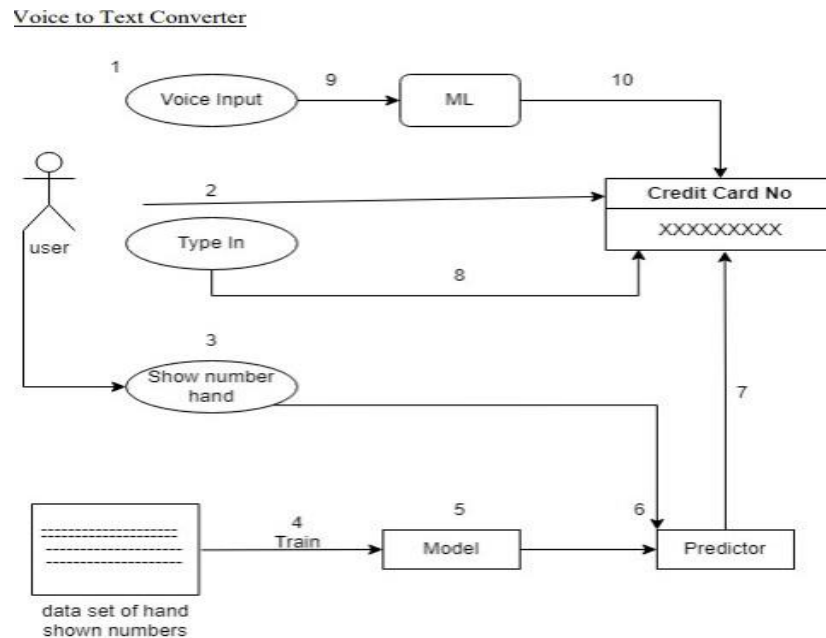 Voice to Text Converter
1
9
10
Voice Input
ML
2
Credit Card No
XXXXXXXXX
user
Type In
8
3
Show number
hand
7
4
Train
5
6
Model
Predictor
data set of hand
shown numbers